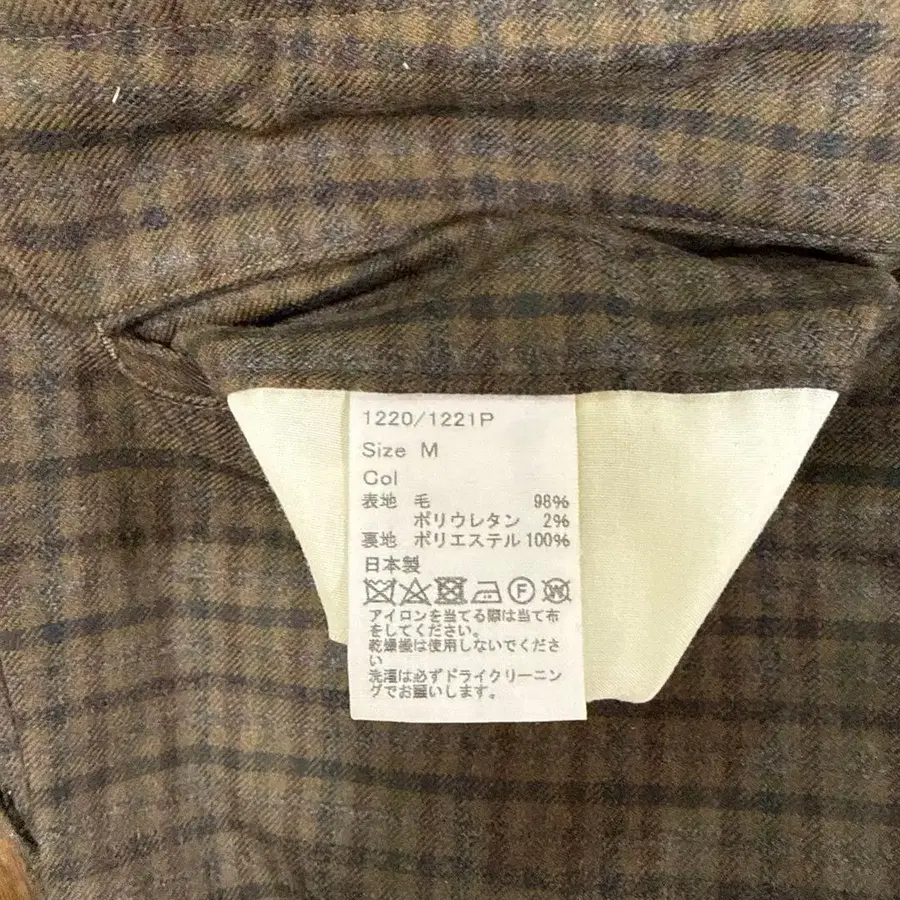 1220/1221P
Size M
Col
表地 毛 98%
ポリウレタン 2%
裏地 ポリエステル 100%
日本製
F W
アイロンを当てる際は当て布
をしてください。
乾燥後は使用しないでくださ
い
洗濯は必ずドライクリーニン
グでお願いします。